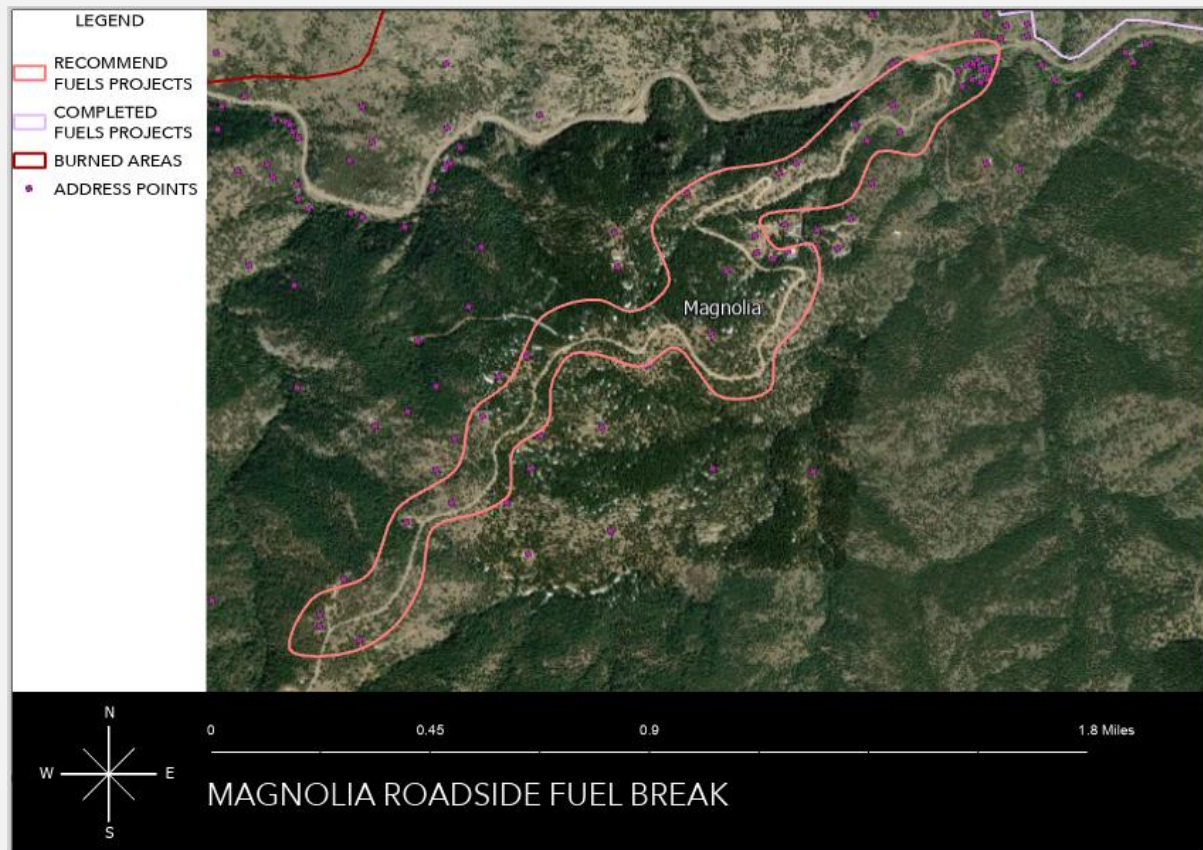 LEGEND
RECOMMEND
FUELS PROJECTS
COMPLETED
FUELS PROJECTS
BURNED AREAS
ADDRESS POINTS
Magnolia
N
W E
S
0 0.45 0.9 1.8 Miles
MAGNOLIA ROADSIDE FUEL BREAK